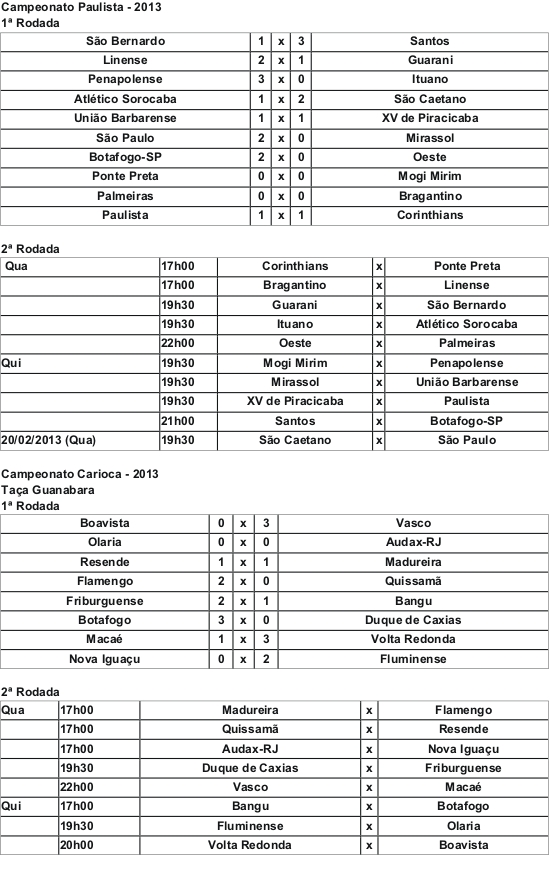 Campeonato Paulista - 2013
1ª Rodada
São Bernardo 1 x 3 Santos
Linense 2 x 1 Guarani
Penapolense 3 x 0 Ituano
Atlético Sorocaba 1 x 2 São Caetano
União Barbarense 1 x 1 XV de Piracicaba
São Paulo 2 x 0 Mirassol
Botafogo-SP 2 x 0 Oeste
Ponte Preta 0 x 0 Mogi Mirim
Palmeiras 0 x 0 Bragantino
Paulista 1 x 1 Corinthians
2ª Rodada
Qua 17h00 Corinthians x Ponte Preta
17h00 Bragantino x Linense
19h30 Guarani x São Bernardo
19h30 Ituano x Atlético Sorocaba
22h00 Oeste x Palmeiras
Qui 19h30 Mogi Mirim x Penapolense
19h30 Mirassol x União Barbarense
19h30 XV de Piracicaba x Paulista
21h00 Santos x Botafogo-SP
20/02/2013 (Qua) 19h30 São Caetano x São Paulo
Campeonato Carioca - 2013
Taça Guanabara
1ª Rodada
Boavista 0 x 3 Vasco
Olaria 0 x 0 Audax-RJ
Resende 1 x 1 Madureira
Flamengo 2 x 0 Quissamã
Friburguense 2 x 1 Bangu
Botafogo 3 x 0 Duque de Caxias
Macaé 1 x 3 Volta Redonda
Nova Iguaçu 0 x 2 Fluminense
2ª Rodada
Qua 17h00 Madureira x Flamengo
17h00 Quissamã x Resende
17h00 Audax-RJ x Nova Iguaçu
19h30 Duque de Caxias x Friburguense
22h00 Vasco x Macaé
Qui 17h00 Bangu x Botafogo
19h30 Fluminense x Olaria
20h00 Volta Redonda x Boavista